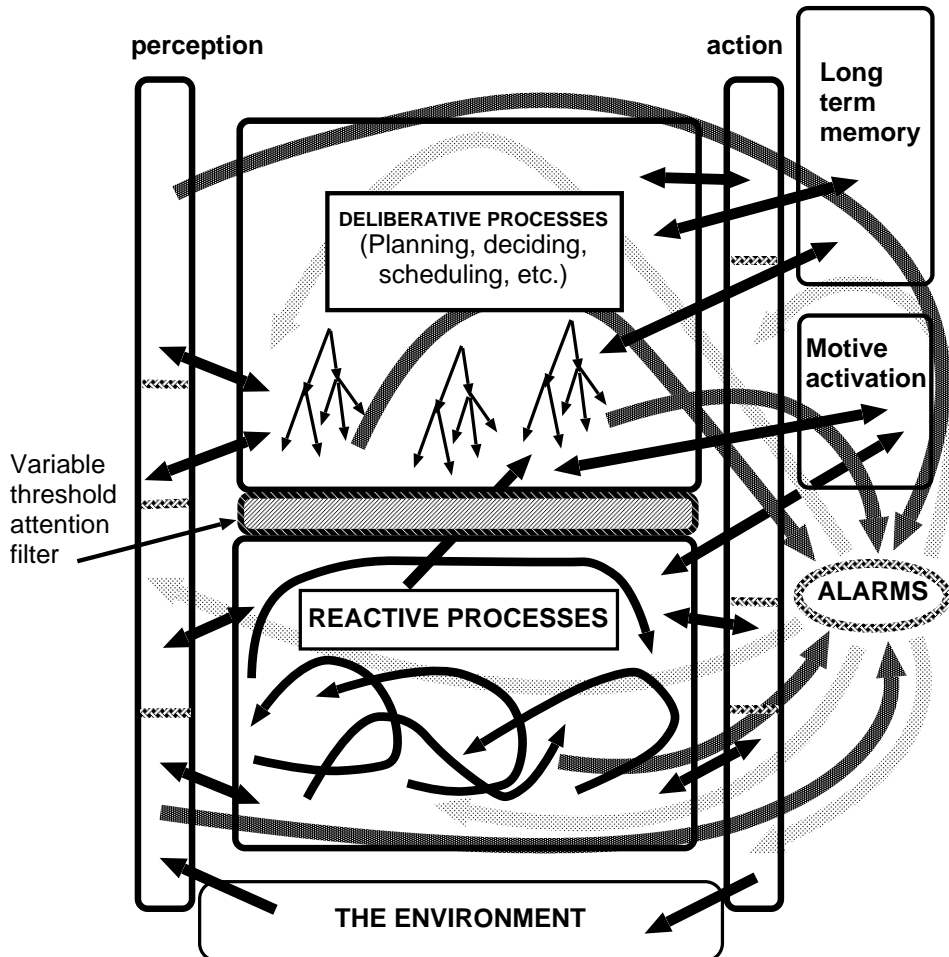 perception
action
Long
term
memory
DELIBERATIVE PROCESSES
(Planning, deciding,
scheduling, etc.)
Motive
activation
Variable
threshold
attention
filter
ALARMS
REACTIVE PROCESSES
THE ENVIRONMENT